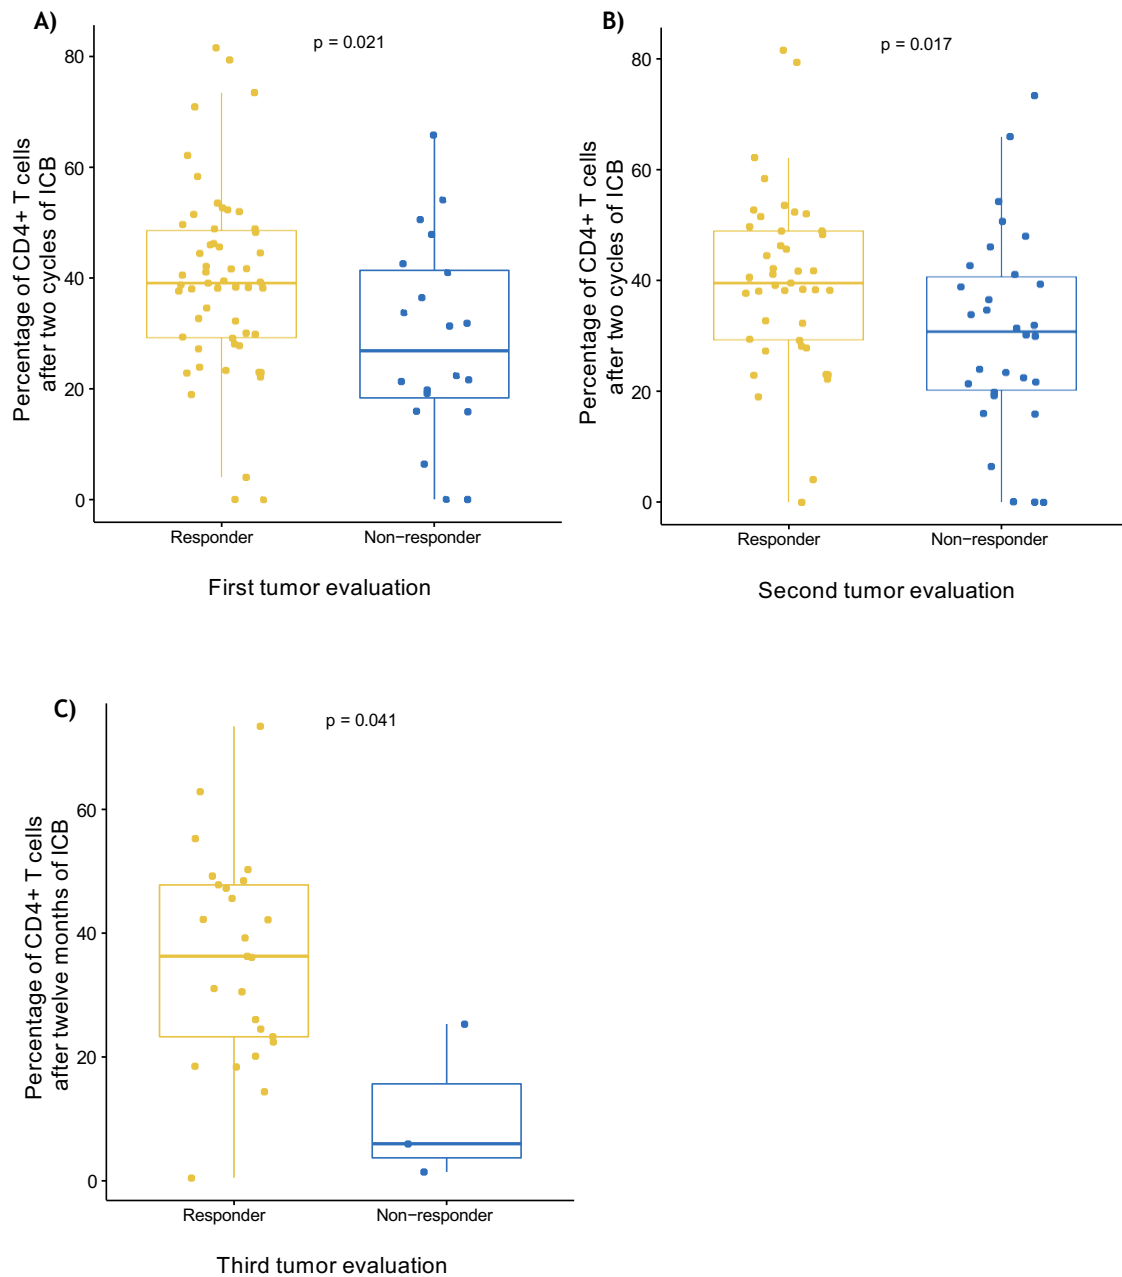 A)
p = 0.021
Percentage of CD4+ T cells
after two cycles of ICB
80
60
40
20
0
Responder
Non−responder
First tumor evaluation
B)
p = 0.017
Percentage of CD4+ T cells
after two cycles of ICB
80
60
40
20
0
Responder
Non−responder
Second tumor evaluation
C)
p = 0.041
Percentage of CD4+ T cells
after twelve months of ICB
60
40
20
0
Responder
Non−responder
Third tumor evaluation